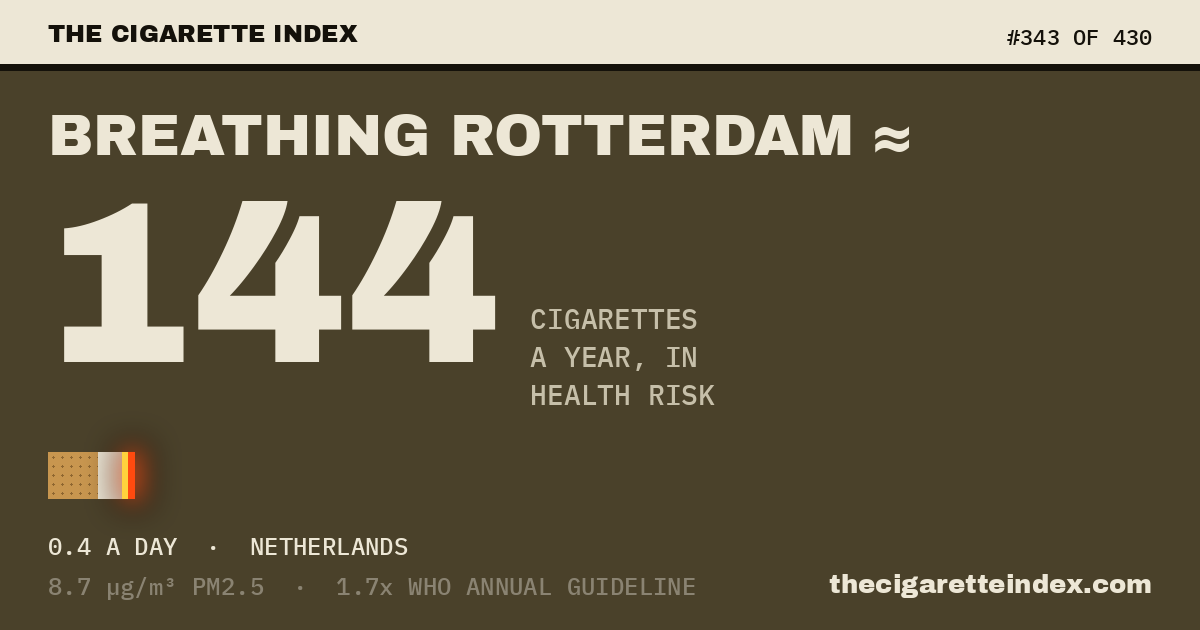 THE CIGARETTE INDEX
#343 OF 430
BREATHING ROTTERDAM ≈
144
CIGARETTES
A YEAR, IN
HEALTH RISK
0.4 A DAY · NETHERLANDS
8.7 µg/m³ PM2.5 · 1.7x WHO ANNUAL GUIDELINE
thecigaretteindex.com